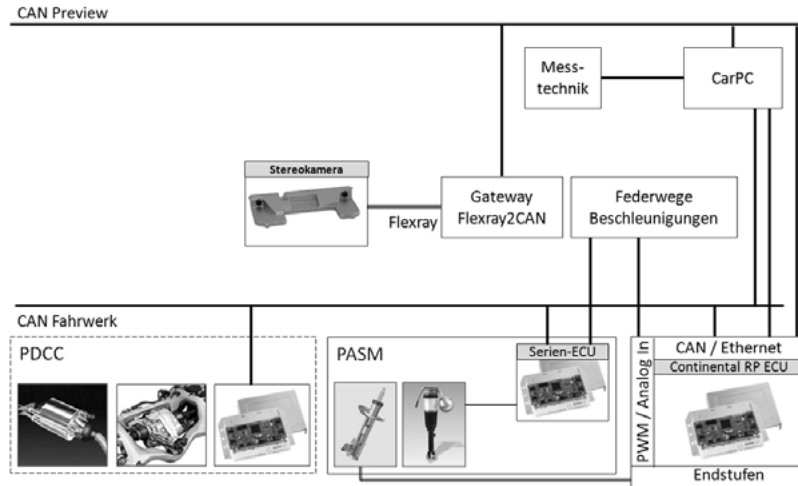 CAN Preview
Mess-
technik
CarPC
Stereokamera
Flexray
Gateway
Flexray2CAN
Federwege
Beschleunigungen
CAN Fahrwerk
PDCC
PASM
Serien-ECU
PWM / Analog In
CAN / Ethernet
Continental RP ECU
Endstufen